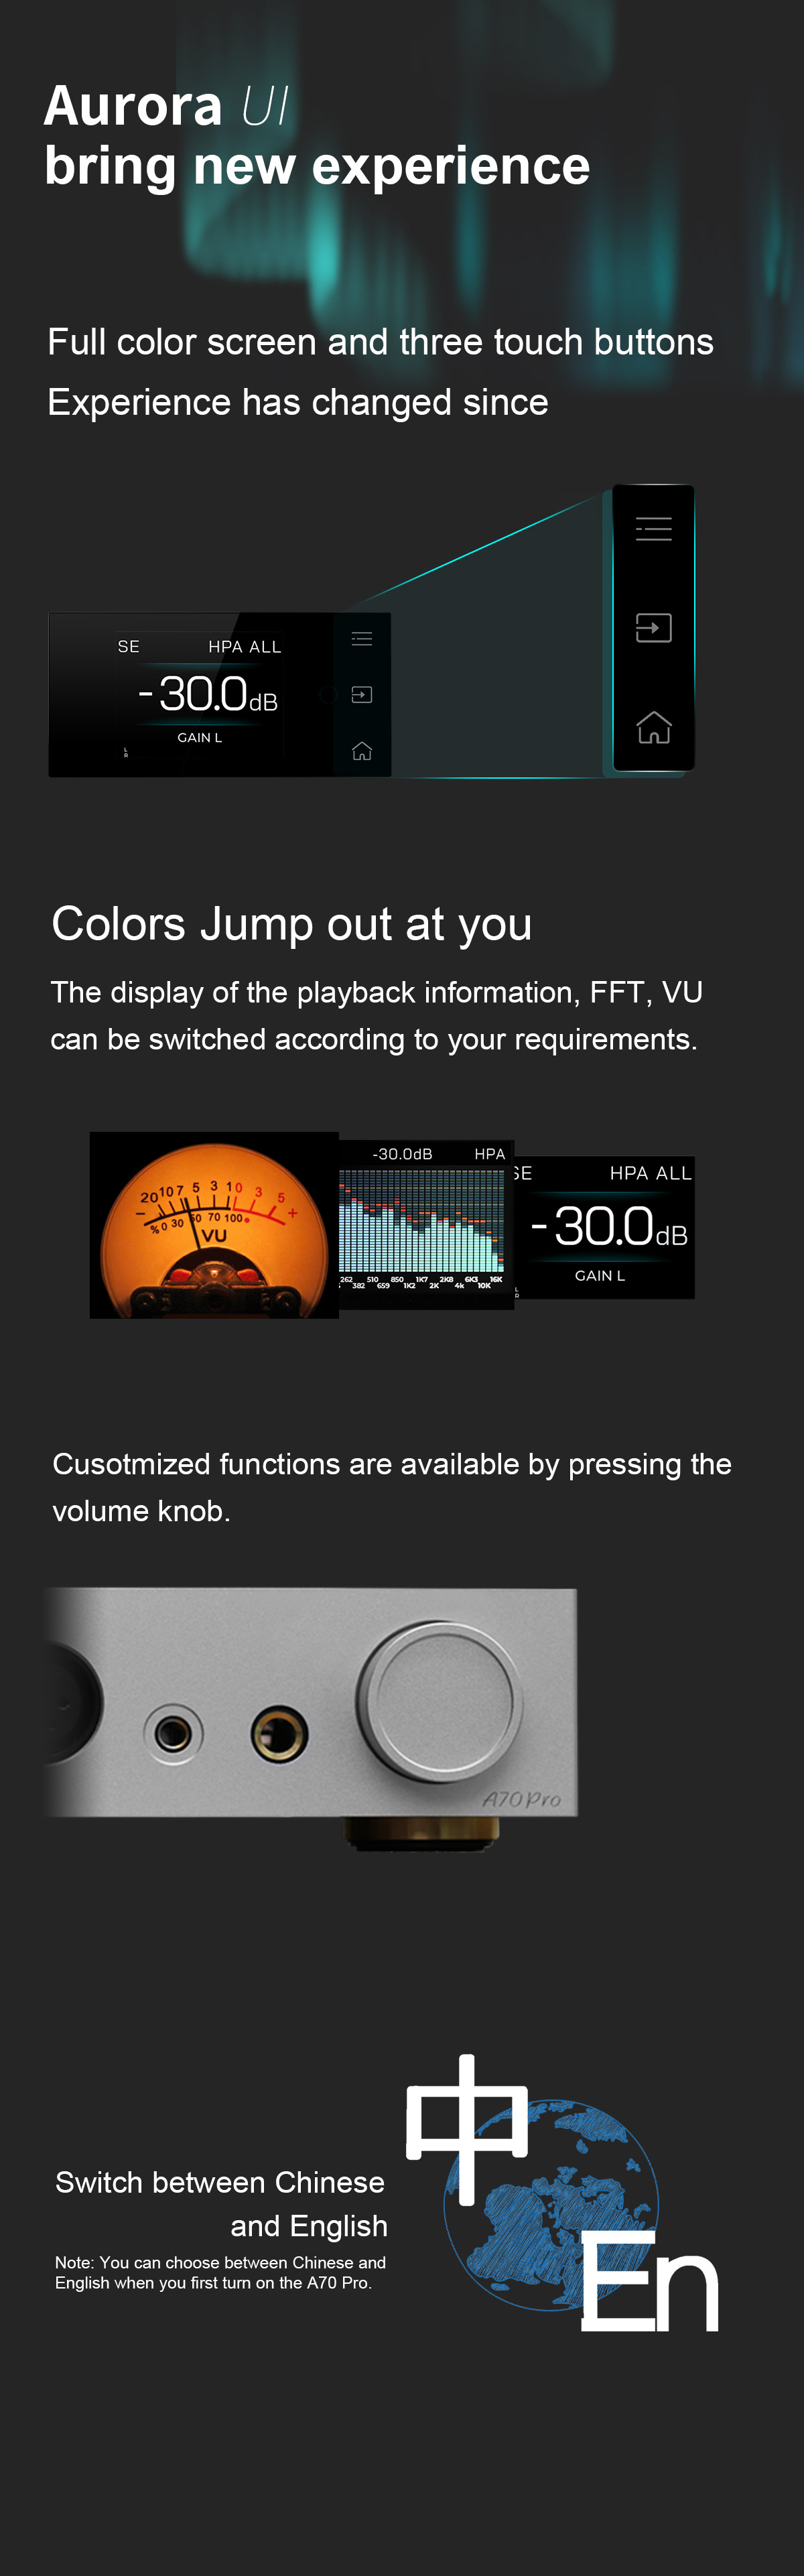 Aurora UI
bring new experience
Full color screen and three touch buttons
Experience has changed since
SE HPA ALL
-30.0dB
GAIN L
L
R
Colors Jump out at you
The display of the playback information, FFT, VU
can be switched according to your requirements.
20 10 7 5 3 1 0 3 5
- +
% 0 30 50 70 100
VU
-30.0dB HPA
262 510 850 1K7 2K8 6K3 16K
382 659 1K2 2K 4k 10K
SE HPA ALL
-30.0dB
GAIN L
L
R
Cusotmized functions are available by pressing the
volume knob.
A70 Pro
中
Switch between Chinese
and English
En
Note: You can choose between Chinese and
English when you first turn on the A70 Pro.